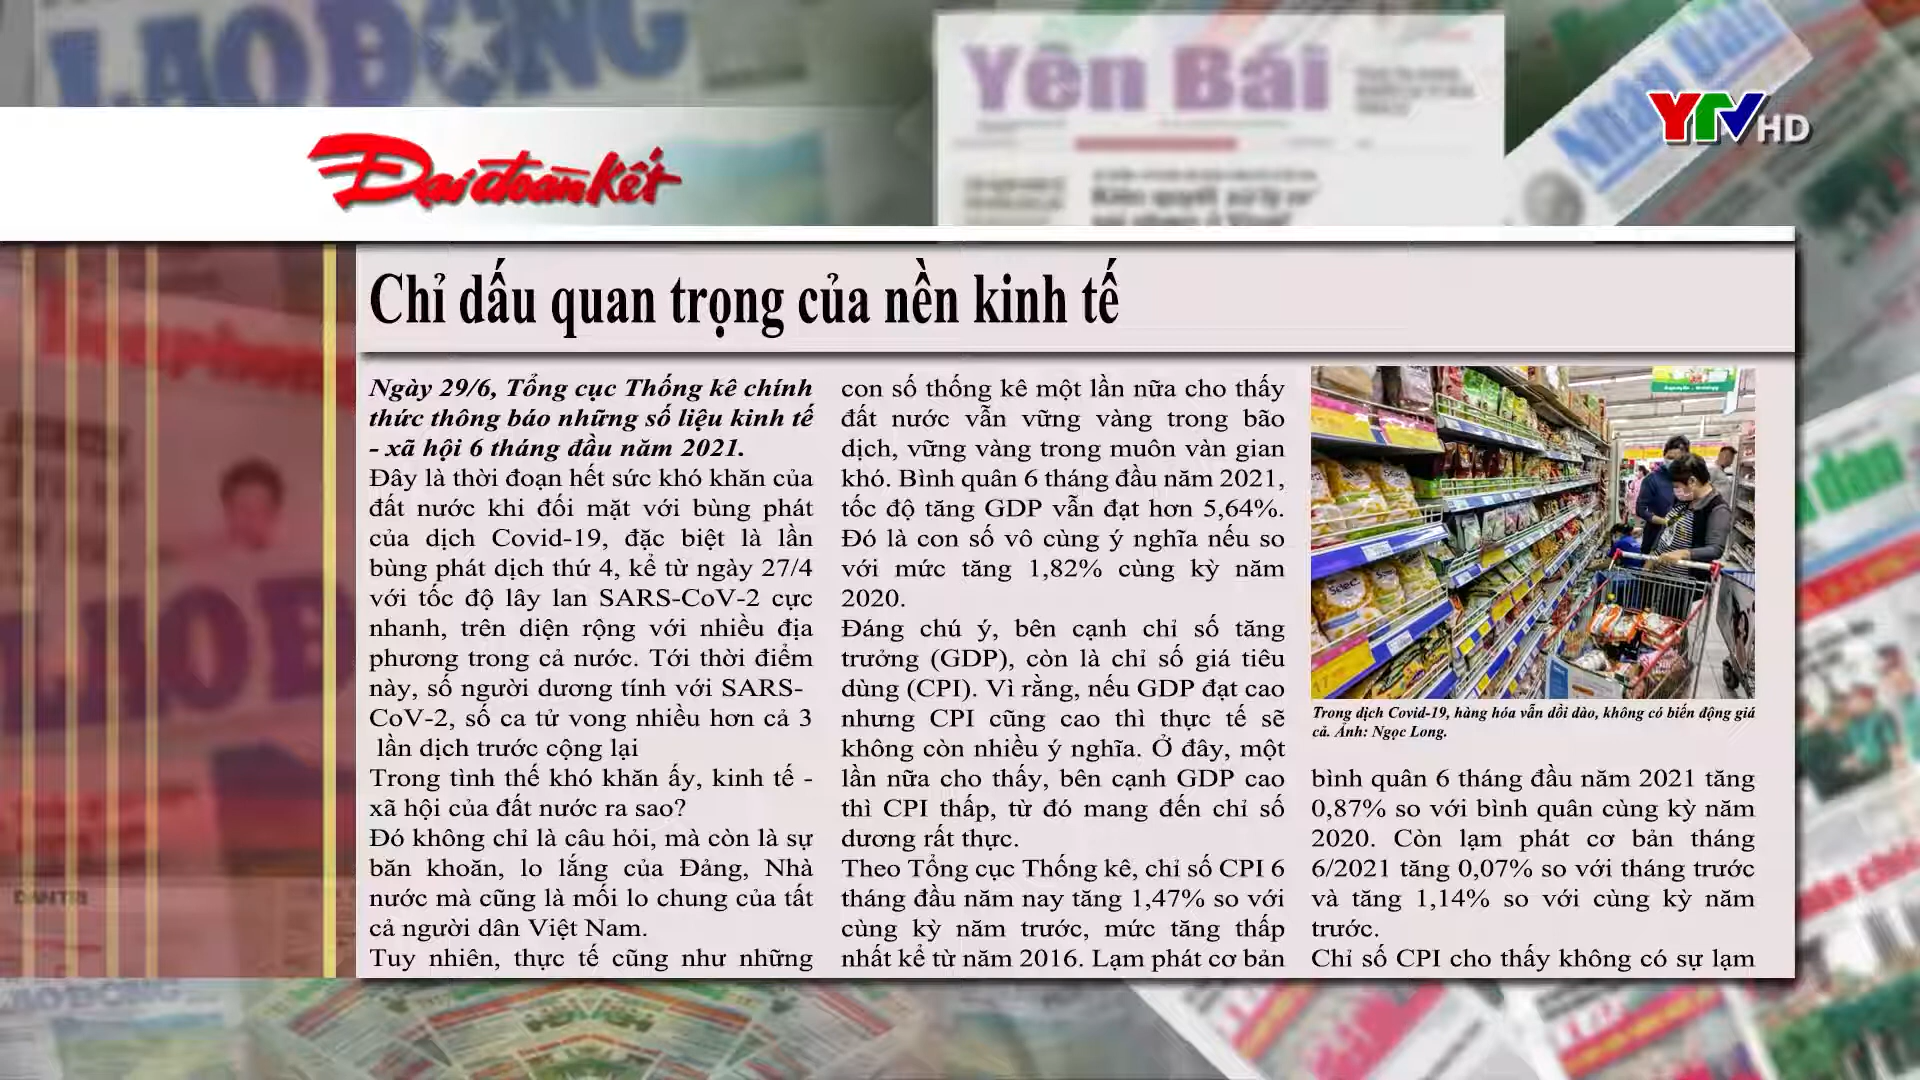 LAO ĐỘNG
Yên Bái
Nhân Dân
YTV HD
Đại đoàn kết
Chỉ dấu quan trọng của nền kinh tế
Ngày 29/6, Tổng cục Thống kê chính
thức thông báo những số liệu kinh tế
- xã hội 6 tháng đầu năm 2021.
Đây là thời đoạn hết sức khó khăn của
đất nước khi đối mặt với bùng phát
của dịch Covid-19, đặc biệt là lần
bùng phát dịch thứ 4, kể từ ngày 27/4
với tốc độ lây lan SARS-CoV-2 cực
nhanh, trên diện rộng với nhiều địa
phương trong cả nước. Tới thời điểm
này, số người dương tính với SARS-
CoV-2, số ca tử vong nhiều hơn cả 3
lần dịch trước cộng lại
Trong tình thế khó khăn ấy, kinh tế -
xã hội của đất nước ra sao?
Đó không chỉ là câu hỏi, mà còn là sự
băn khoăn, lo lắng của Đảng, Nhà
nước mà cũng là mối lo chung của tất
cả người dân Việt Nam.
Tuy nhiên, thực tế cũng như những
con số thống kê một lần nữa cho thấy
đất nước vẫn vững vàng trong bão
dịch, vững vàng trong muôn vàn gian
khó. Bình quân 6 tháng đầu năm 2021,
tốc độ tăng GDP vẫn đạt hơn 5,64%.
Đó là con số vô cùng ý nghĩa nếu so
với mức tăng 1,82% cùng kỳ năm
2020.
Đáng chú ý, bên cạnh chỉ số tăng
trưởng (GDP), còn là chỉ số giá tiêu
dùng (CPI). Vì rằng, nếu GDP đạt cao
nhưng CPI cũng cao thì thực tế sẽ
không còn nhiều ý nghĩa. Ở đây, một
lần nữa cho thấy, bên cạnh GDP cao
thì CPI thấp, từ đó mang đến chỉ số
dương rất thực.
Theo Tổng cục Thống kê, chỉ số CPI 6
tháng đầu năm nay tăng 1,47% so với
cùng kỳ năm trước, mức tăng thấp
nhất kể từ năm 2016. Lạm phát cơ bản
Trong dịch Covid-19, hàng hóa vẫn dồi dào, không có biến động giá
cả. Ảnh: Ngọc Long.
bình quân 6 tháng đầu năm 2021 tăng
0,87% so với bình quân cùng kỳ năm
2020. Còn lạm phát cơ bản tháng
6/2021 tăng 0,07% so với tháng trước
và tăng 1,14% so với cùng kỳ năm
trước.
Chỉ số CPI cho thấy không có sự lạm